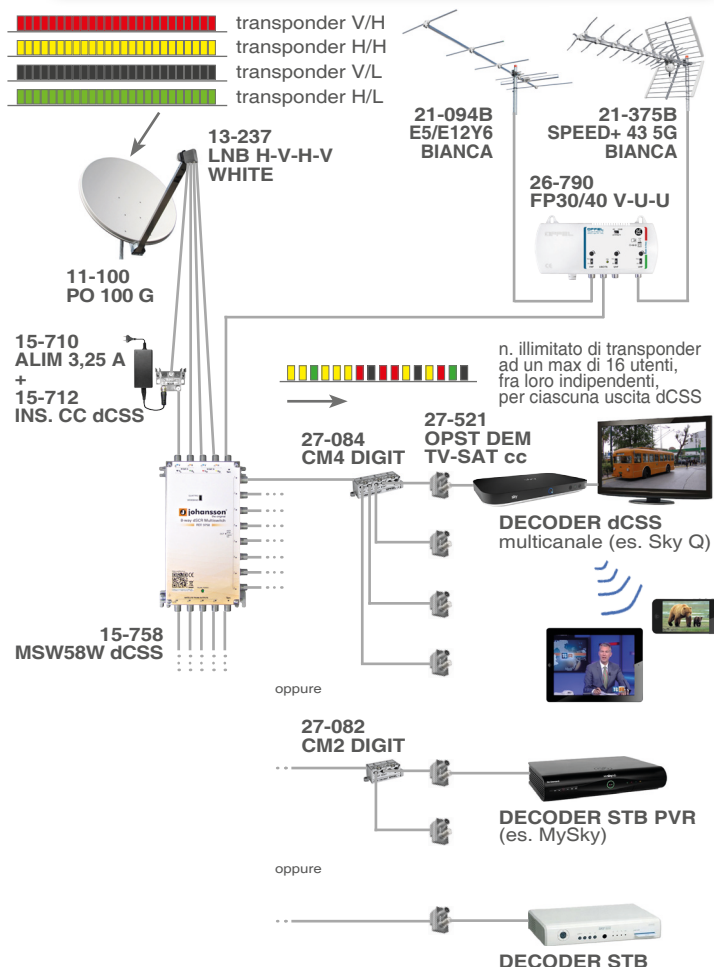 transponder V/H
transponder H/H
transponder V/L
transponder H/L
21-094B
E5/E12Y6
BIANCA
21-375B
SPEED+ 43 5G
BIANCA
13-237
LNB H-V-H-V
WHITE
26-790
FP30/40 V-U-U
11-100
PO 100 G
15-710
ALIM 3,25 A
+
15-712
INS. CC dCSS
n. illimitato di transponder
ad un max di 16 utenti,
fra loro indipendenti,
per ciascuna uscita dCSS
27-084
CM4 DIGIT
27-521
OPST DEM
TV-SAT cc
johansson
DECODER dCSS
multicanale (es. Sky Q)
15-758
MSW58W dCSS
oppure
27-082
CM2 DIGIT
DECODER STB PVR
(es. MySky)
oppure
DECODER STB